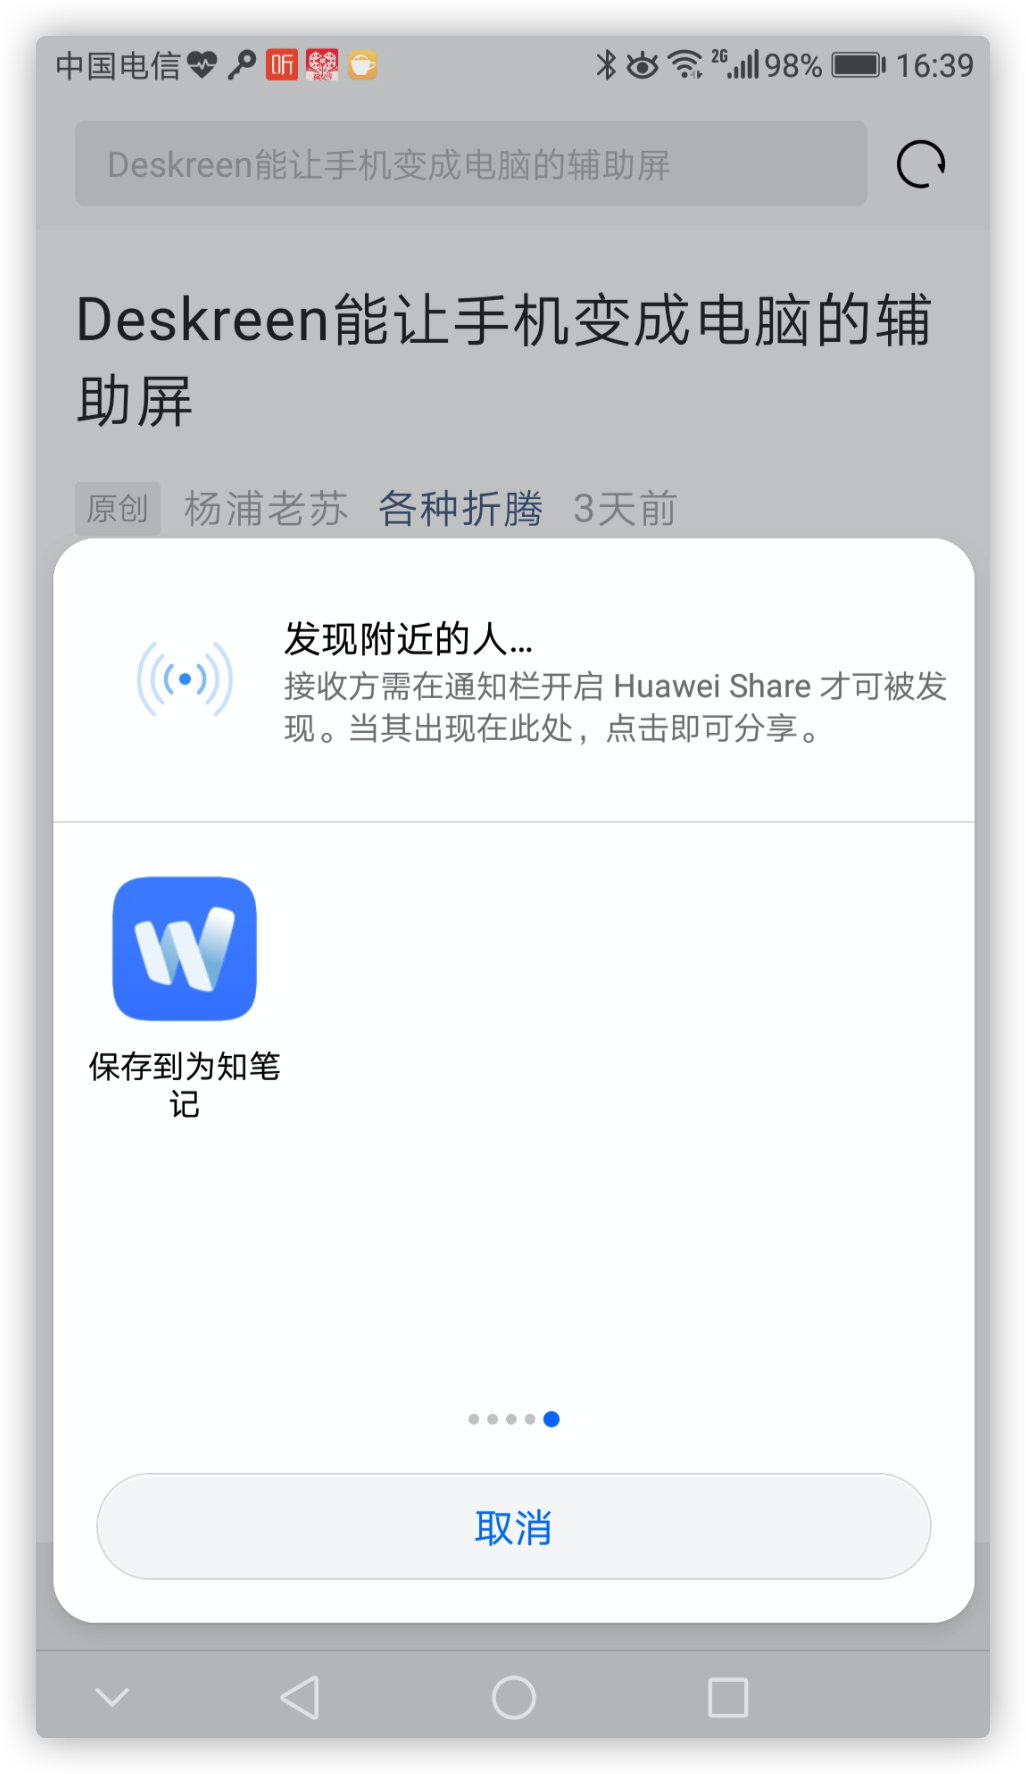 中国电信 听 2G 98% 16:39
Deskreen能让手机变成电脑的辅助屏
Deskreen能让手机变成电脑的辅
助屏
原创 杨浦老苏 各种折腾 3天前
发现附近的人...
接收方需在通知栏开启 Huawei Share 才可被发
现。当其出现在此处，点击即可分享。
保存到为知笔
记
取消